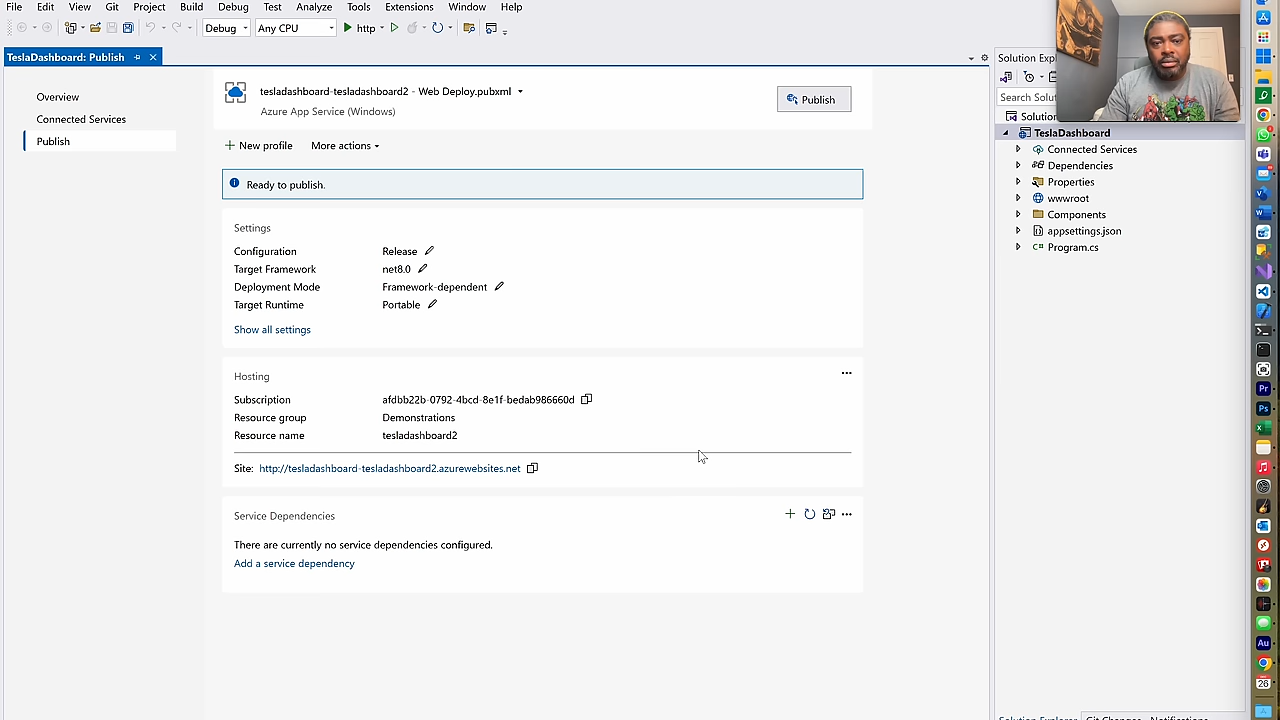 File Edit View Git Project Build Debug Test Analyze Tools Extensions Window Help
Debug Any CPU http
TeslaDashboard: Publish
Overview
Connected Services
Publish
tesladashboard-tesladashboard2 - Web Deploy.pubxml
Azure App Service (Windows)
Publish
New profile More actions
Ready to publish.
Settings
Configuration Release
Target Framework net8.0
Deployment Mode Framework-dependent
Target Runtime Portable
Show all settings
Hosting
Subscription afdbb22b-0792-4bcd-8e1f-bedab986660d
Resource group Demonstrations
Resource name tesladashboard2
Site: http://tesladashboard-tesladashboard2.azurewebsites.net
Service Dependencies
There are currently no service dependencies configured.
Add a service dependency
Solution
Search
TeslaDashboard
Connected Services
Dependencies
Properties
wwwroot
Components
appsettings.json
C# Program.cs
Pr
Ps
Au
26